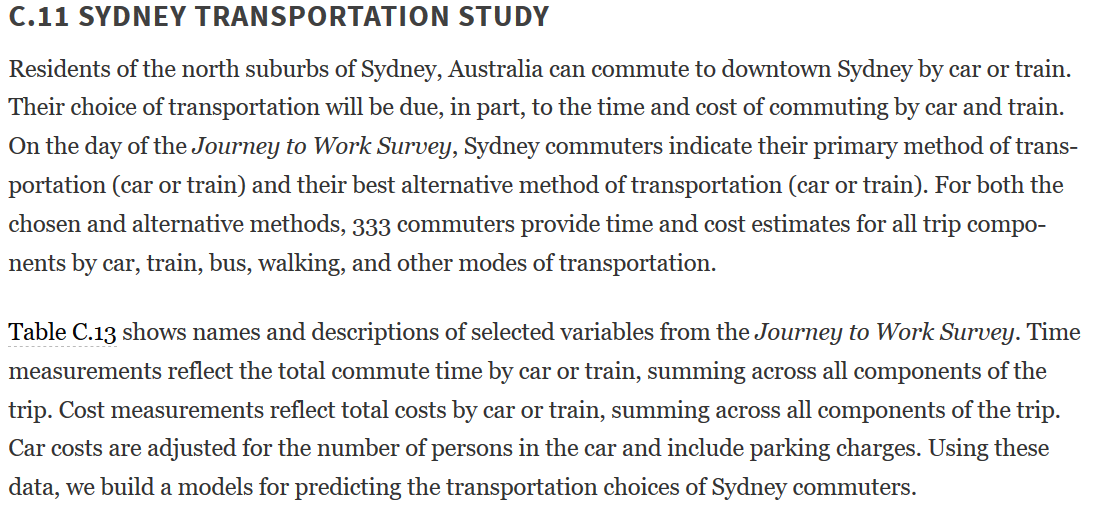 C.11 SYDNEY TRANSPORTATION STUDY
Residents of the north suburbs of Sydney, Australia can commute to downtown Sydney by car or train.
Their choice of transportation will be due, in part, to the time and cost of commuting by car and train.
On the day of the Journey to Work Survey, Sydney commuters indicate their primary method of trans-
portation (car or train) and their best alternative method of transportation (car or train). For both the
chosen and alternative methods, 333 commuters provide time and cost estimates for all trip compo-
nents by car, train, bus, walking, and other modes of transportation.
Table C.13 shows names and descriptions of selected variables from the Journey to Work Survey. Time
measurements reflect the total commute time by car or train, summing across all components of the
trip. Cost measurements reflect total costs by car or train, summing across all components of the trip.
Car costs are adjusted for the number of persons in the car and include parking charges. Using these
data, we build a models for predicting the transportation choices of Sydney commuters.